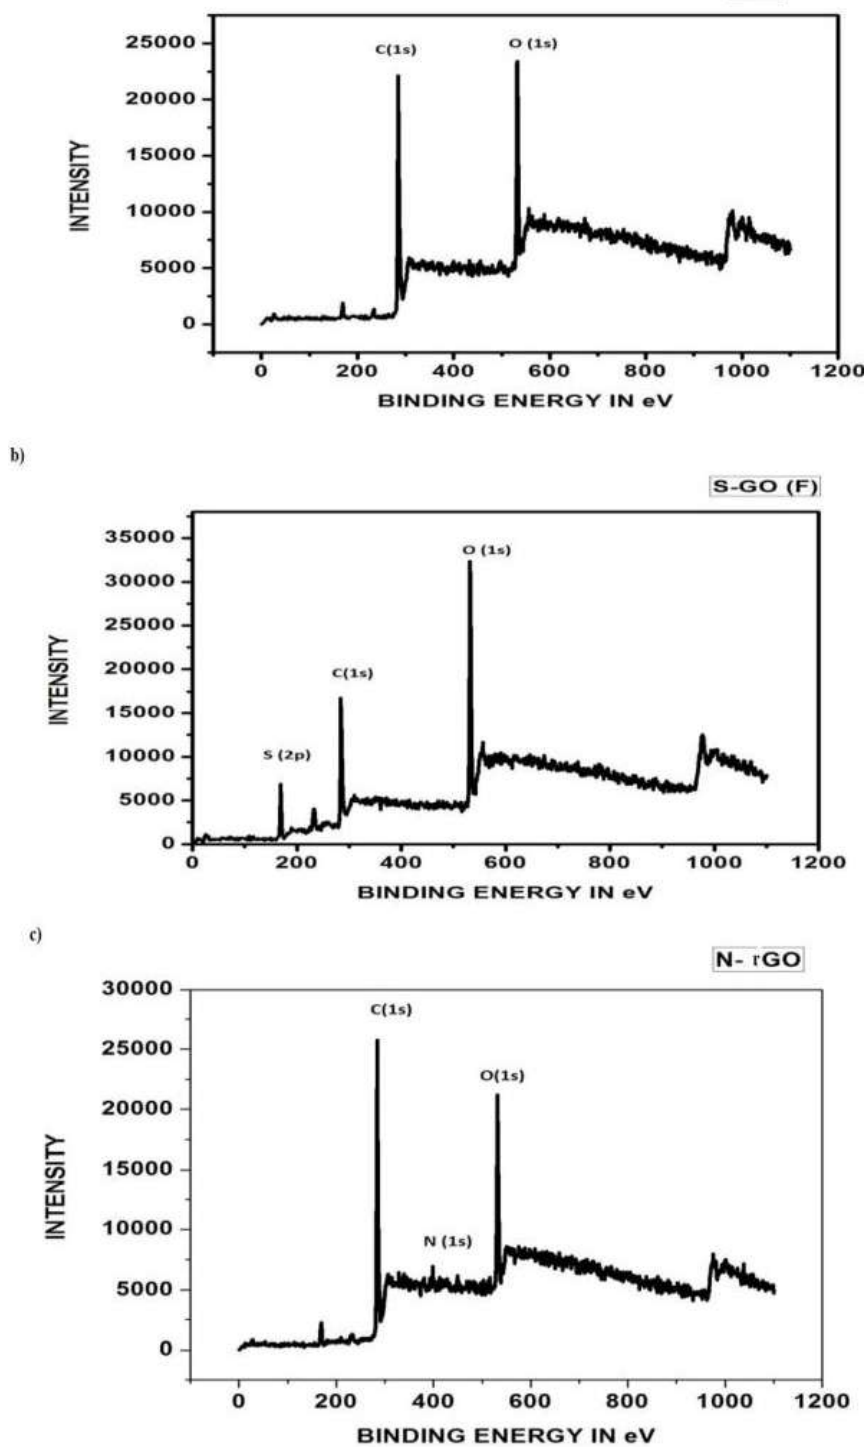 C(1s) O (1s)
25000
20000
15000
10000
5000
0
INTENSITY
0 200 400 600 800 1000 1200
BINDING ENERGY IN eV
b)
S-GO (F)
35000
30000
25000
20000
15000
10000
5000
0
INTENSITY
O (1s)
C(1s)
S (2p)
0 200 400 600 800 1000 1200
BINDING ENERGY IN eV
c)
N- rGO
30000
25000
20000
15000
10000
5000
0
INTENSITY
C(1s)
O(1s)
N (1s)
0 200 400 600 800 1000 1200
BINDING ENERGY IN eV